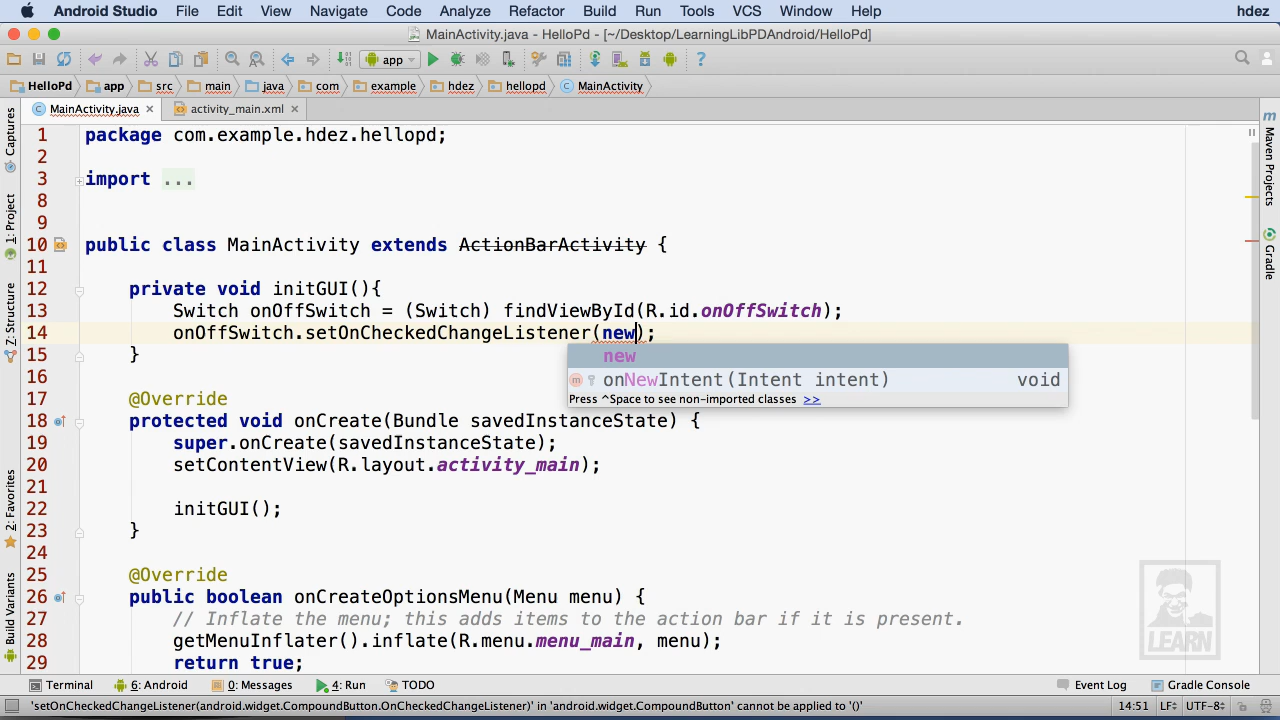 Android Studio File Edit View Navigate Code Analyze Refactor Build Run Tools VCS Window Help hdez
MainActivity.java - HelloPd - [~/Desktop/LearningLibPDAndroid/HelloPd]
app
HelloPd app src main java com example hdez hellopd MainActivity
MainActivity.java activity_main.xml
Captures
1: Project
7: Structure
2: Favorites
Build Variants
1 package com.example.hdez.hellopd;
2
3 import ...
8
9
10 public class MainActivity extends ActionBarActivity {
11
12 private void initGUI(){
13 Switch onOffSwitch = (Switch) findViewById(R.id.onOffSwitch);
14 onOffSwitch.setOnCheckedChangeListener(new);
new
onNewIntent(Intent intent) void
Press ^Space to see non-imported classes >>
15 }
16
17 @Override
18 protected void onCreate(Bundle savedInstanceState) {
19 super.onCreate(savedInstanceState);
20 setContentView(R.layout.activity_main);
21
22 initGUI();
23 }
24
25 @Override
26 public boolean onCreateOptionsMenu(Menu menu) {
27 // Inflate the menu; this adds items to the action bar if it is present.
28 getMenuInflater().inflate(R.menu.menu_main, menu);
29 return true;
Maven Projects
Gradle
LEARN
Terminal 6: Android 0: Messages 4: Run TODO Event Log Gradle Console
'setOnCheckedChangeListener(android.widget.CompoundButton.OnCheckedChangeListener)' in 'android.widget.CompoundButton' cannot be applied to '()' 14:51 LF UTF-8